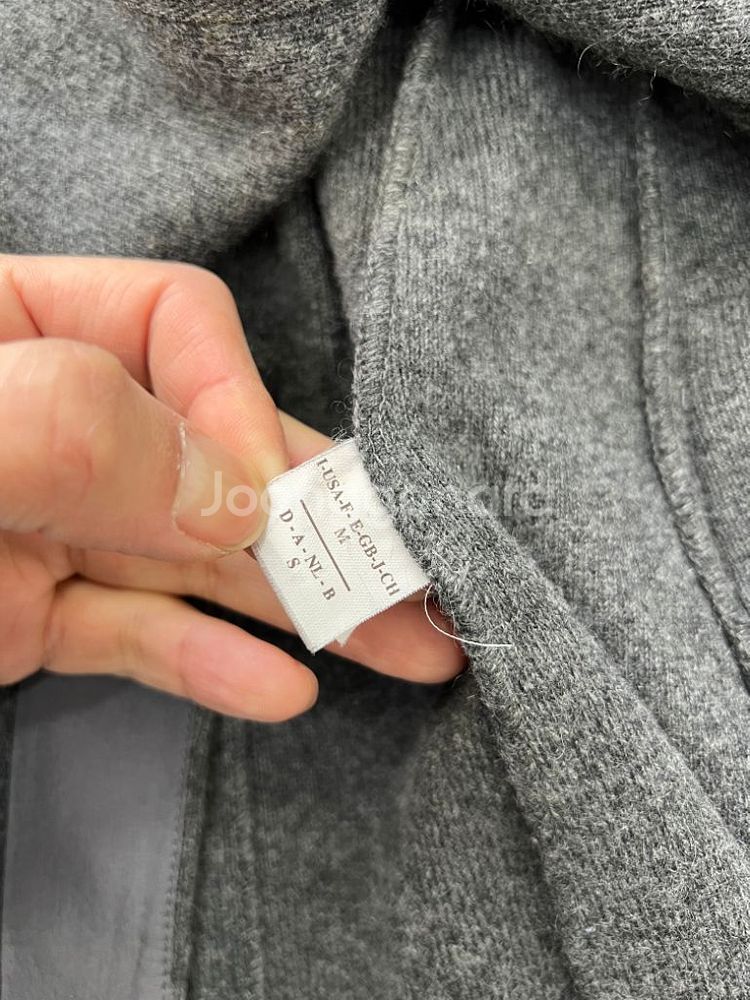 I-USA-F-E-GB-J-CH
M
D - A - NL - B
S